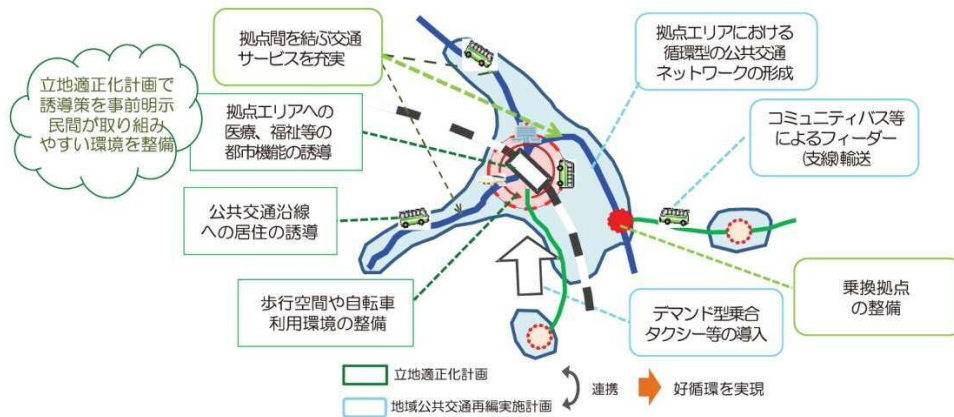 拠点間を結ぶ交通
サービスを充実
拠点エリアにおける
循環型の公共交通
ネットワークの形成
立地適正化計画で
誘導策を事前明示
民間が取り組み
やすい環境を整備
拠点エリアへの
医療、福祉等の
都市機能の誘導
コミュニティバス等
によるフィーダー
(支線)輸送
公共交通沿線
への居住の誘導
歩行空間や自転車
利用環境の整備
デマンド型乗合
タクシー等の導入
乗換拠点
の整備
立地適正化計画
連携
好循環を実現
地域公共交通再編実施計画